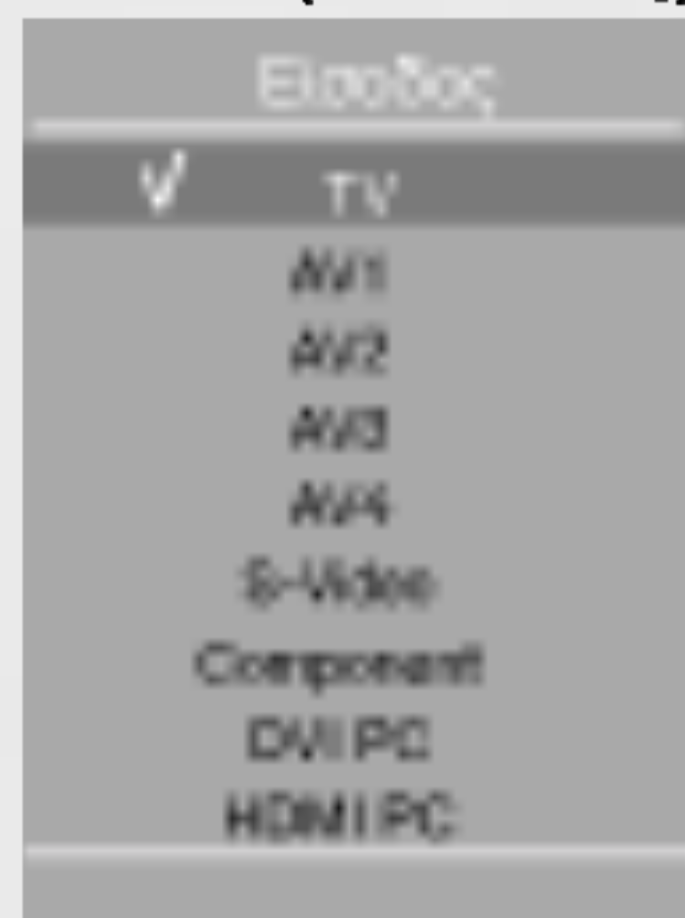 Είσοδος
TV
AV1
AV2
AV3
AV4
S-Video
Component
DVI PC
HDMI PC